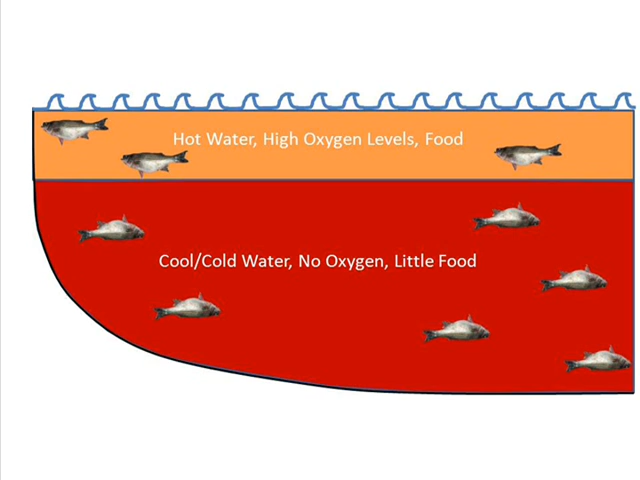 Hot Water, High Oxygen Levels, Food
Cool/Cold Water, No Oxygen, Little Food